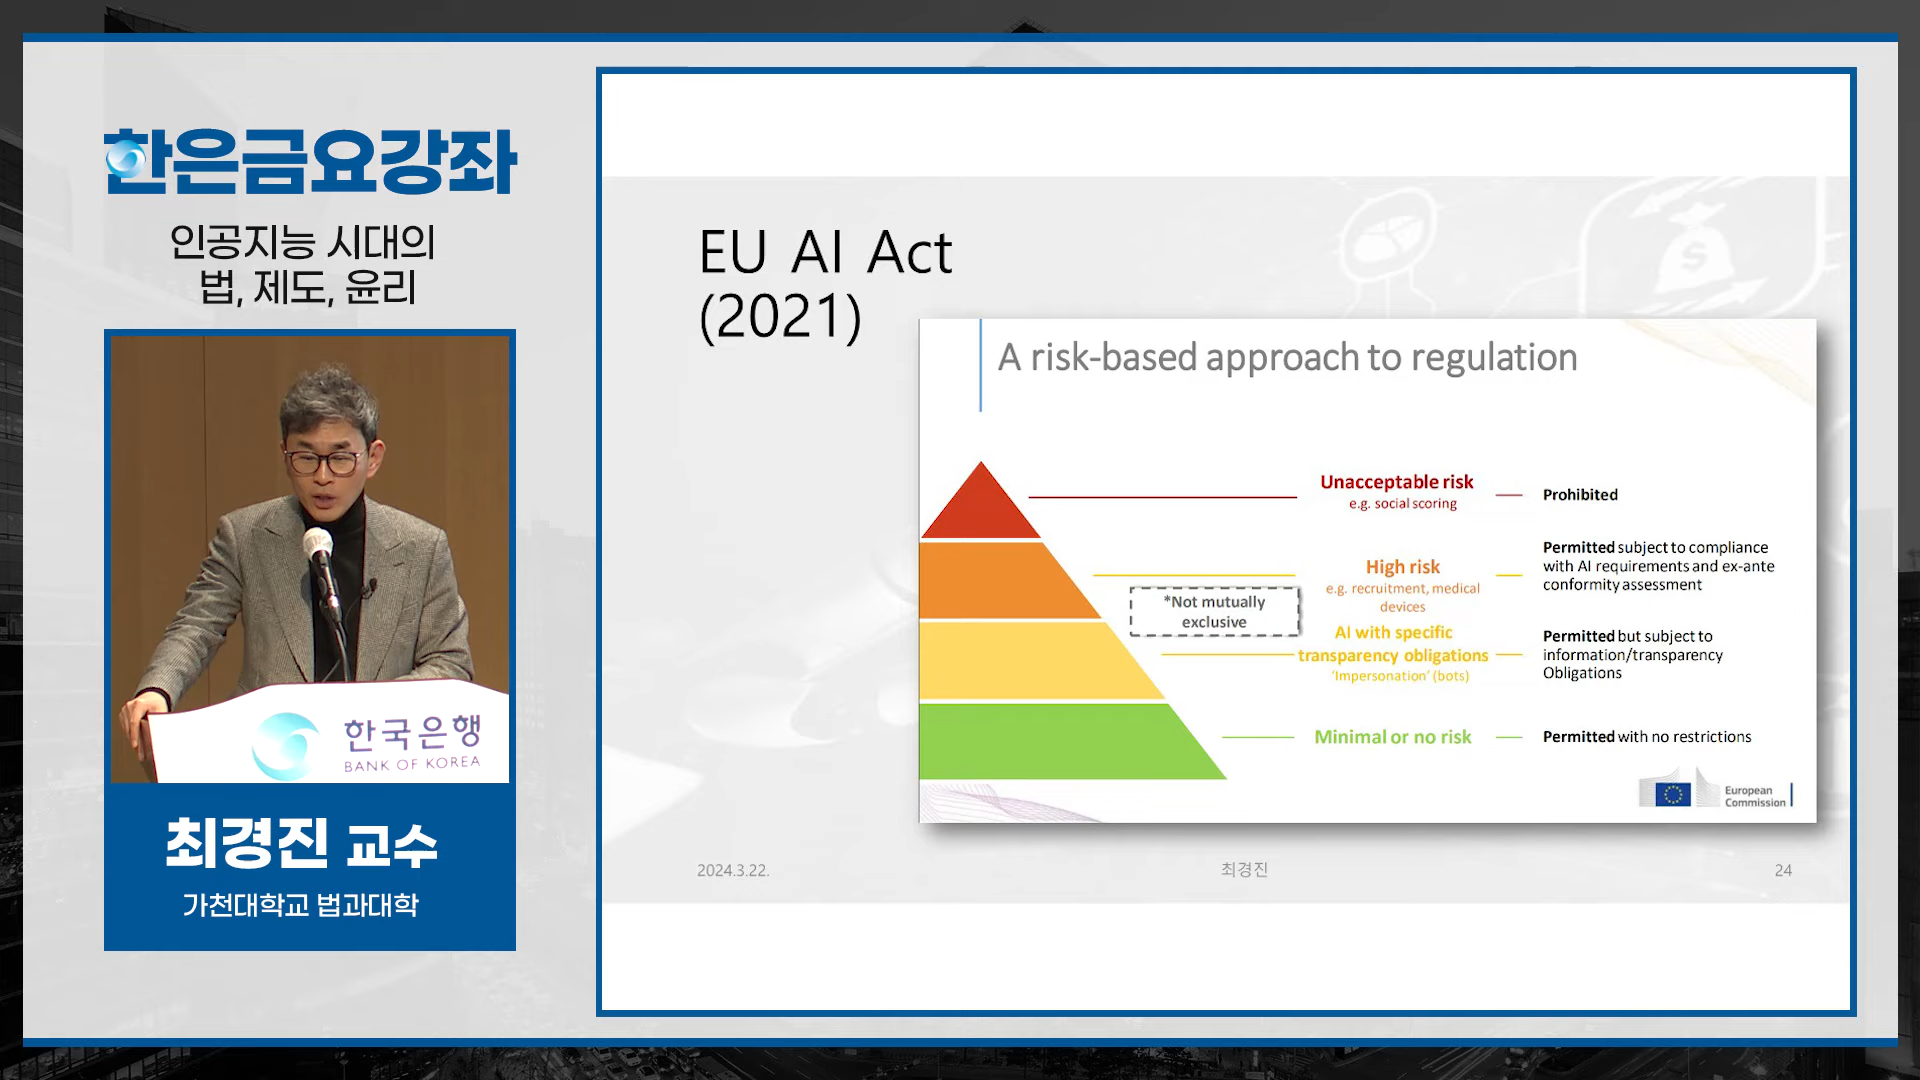 한은금요강좌
인공지능 시대의
법, 제도, 윤리
한국은행
BANK OF KOREA
최경진 교수
가천대학교 법과대학
EU AI Act
(2021)
A risk-based approach to regulation
Unacceptable risk
e.g. social scoring
Prohibited
High risk
e.g. recruitment, medical
devices
Permitted subject to compliance
with AI requirements and ex-ante
conformity assessment
*Not mutually
exclusive
AI with specific
transparency obligations
‘Impersonation’ (bots)
Permitted but subject to
information/transparency
Obligations
Minimal or no risk
Permitted with no restrictions
European
Commission
2024.3.22.
최경진
24